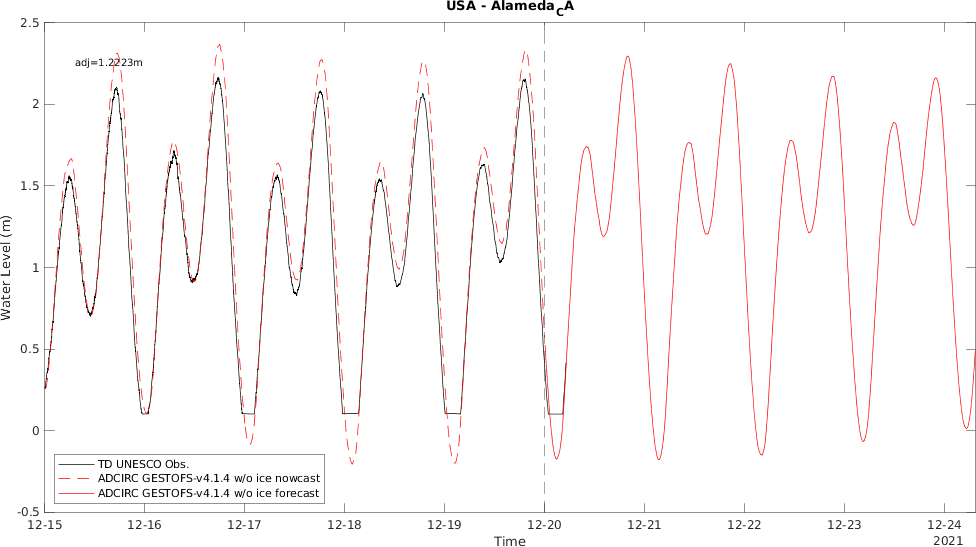 USA - Alameda_CA
adj=1.2223m
2.5
2
1.5
1
0.5
0
-0.5
Water Level (m)
TD UNESCO Obs.
ADCIRC GESTOFS-v4.1.4 w/o ice nowcast
ADCIRC GESTOFS-v4.1.4 w/o ice forecast
12-15 12-16 12-17 12-18 12-19 12-20 12-21 12-22 12-23 12-24
Time 2021